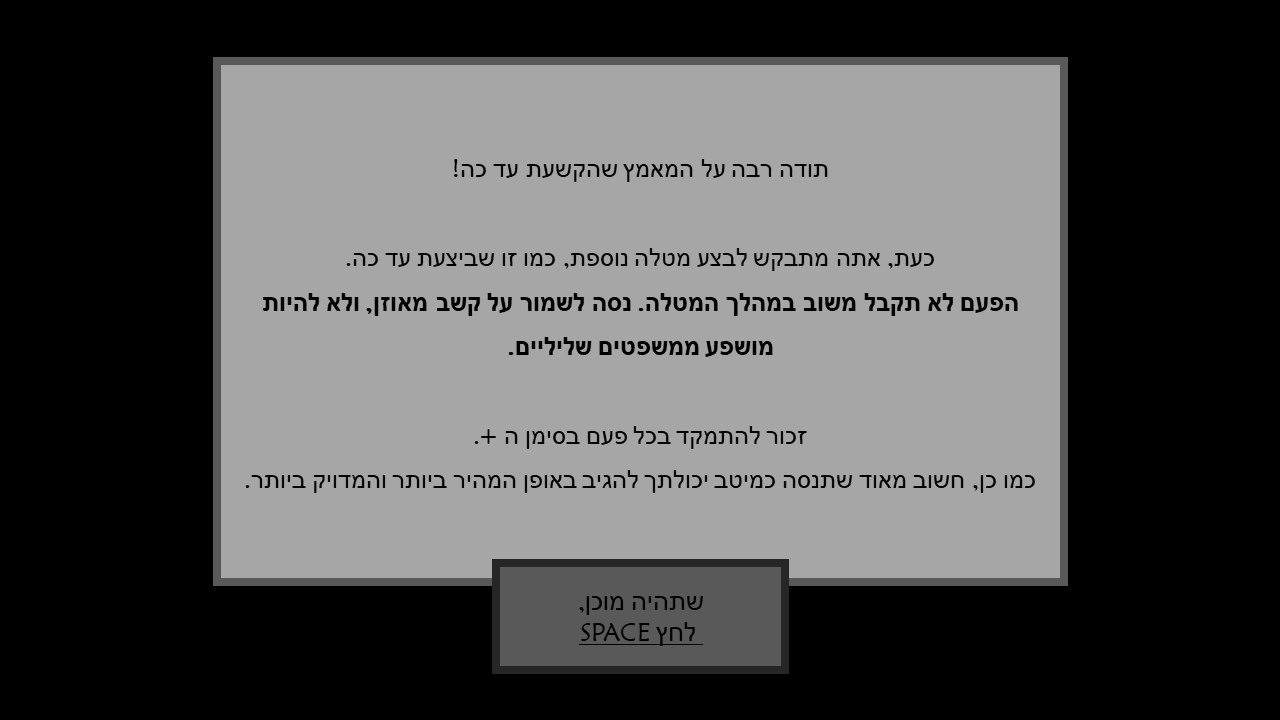 תודה רבה על המאמץ שהקשעת עד כה!
כעת, אתה מתבקש לבצע מטלה נוספת, כמו זו שביצעת עד כה.
הפעם לא תקבל משוב במהלך המטלה. נסה לשמור על קשב מאוזן, ולא להיות
מושפע ממשפטים שליליים.
זכור להתמקד בכל פעם בסימן ה +.
כמו כן, חשוב מאוד שתנסה כמיטב יכולתך להגיב באופן המהיר ביותר והמדויק ביותר.
שתהיה מוכן,
לחץ SPACE